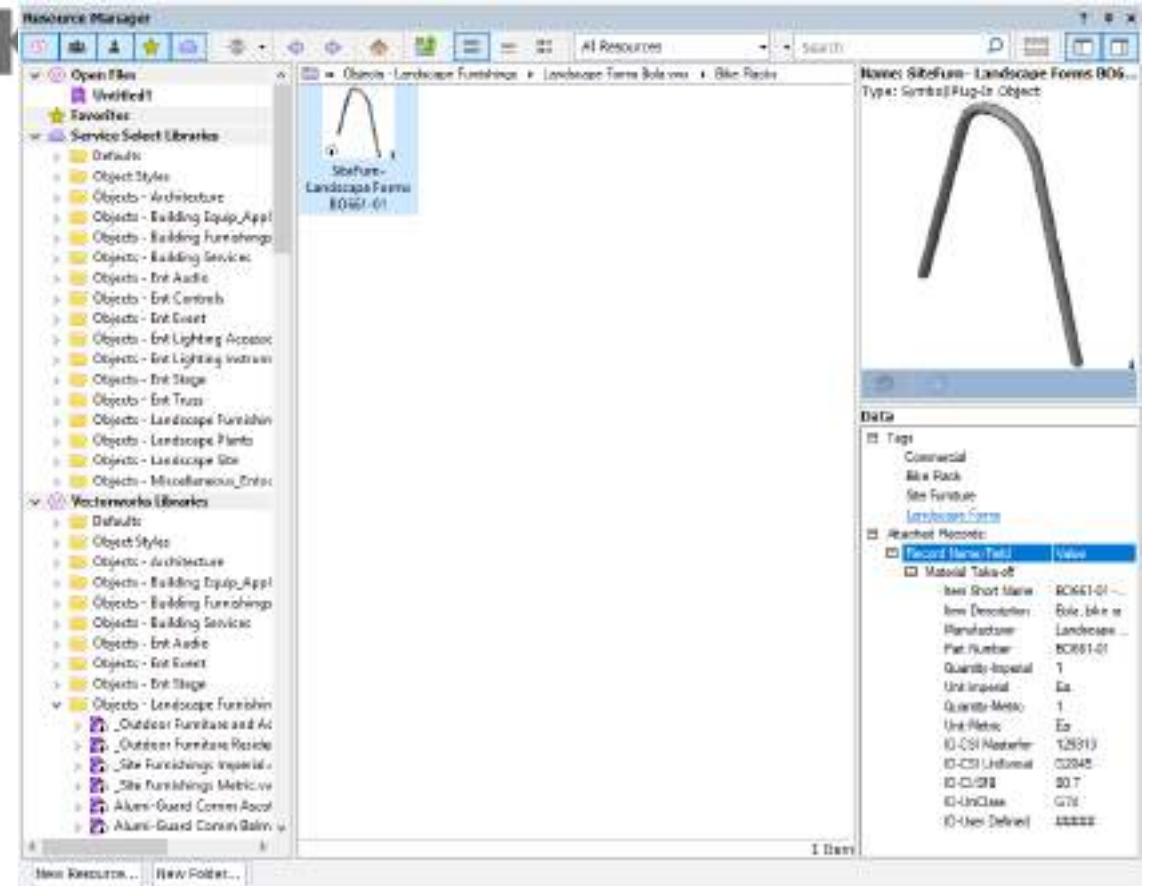 Resource Manager
All Resources
Search
Open Files
Untitled1
Favorites
Service Select Libraries
Defaults
Object Styles
Objects - Architecture
Objects - Building Equip_Appl
Objects - Building Furnishings
Objects - Building Services
Objects - Ent Audio
Objects - Ent Controls
Objects - Ent Event
Objects - Ent Lighting Accessor
Objects - Ent Lighting Instrum
Objects - Ent Stage
Objects - Ent Truss
Objects - Landscape Furnishin
Objects - Landscape Plants
Objects - Landscape Site
Objects - Miscellaneous_Entou
Vectorworks Libraries
Defaults
Object Styles
Objects - Architecture
Objects - Building Equip_Appl
Objects - Building Furnishings
Objects - Building Services
Objects - Ent Audio
Objects - Ent Event
Objects - Ent Stage
Objects - Landscape Furnishin
_Outdoor Furniture and Ac
_Outdoor Furniture Reside
_Site Furnishings Imperial.
_Site Furnishings Metric.vw
Alumi-Guard Comm Ascot
Alumi-Guard Comm Belm
New Resource... New Folder...
Objects - Landscape Furnishings Landscape Forms Bola.vwx Bike Racks
SiteFurn-
Landscape Forms
BO661-01
1 Item
Name: SiteFurn- Landscape Forms BO6...
Type: Symbol/Plug-In Object
Data
Tags
Commercial
Bike Rack
Site Furniture
Landscape Forms
Attached Records:
Record Name/Field Value
Material Take-off
Item Short Name BO661-01 -...
Item Description Bola, bike ra
Manufacturer Landscape ...
Part Number BO661-01
Quantity-Imperial 1
Unit Imperial Ea.
Quantity-Metric 1
Unit Metric Ea
ID-CSI Masterfor 129313
ID-CSI Uniformat G2045
ID-CI/SfB 90.7
ID-UniClass G74
ID-User Defined #####